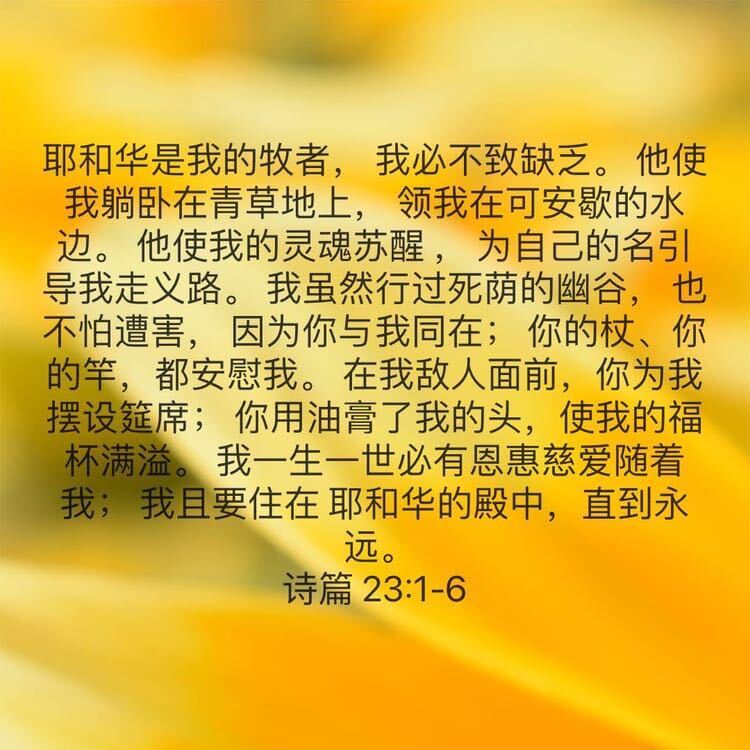 耶和华是我的牧者， 我必不致缺乏。 他使
我躺卧在青草地上， 领我在可安歇的水
边。 他使我的灵魂苏醒 ， 为自己的名引
导我走义路。 我虽然行过死荫的幽谷， 也
不怕遭害， 因为你与我同在； 你的杖、你
的竿，都安慰我。 在我敌人面前，你为我
摆设筵席； 你用油膏了我的头，使我的福
杯满溢。 我一生一世必有恩惠慈爱随着
我； 我且要住在 耶和华的殿中，直到永
远。
诗篇 23:1-6